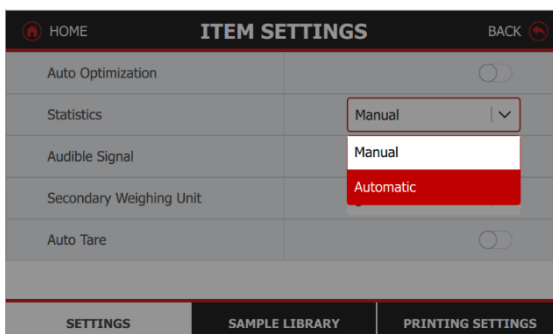 HOME ITEM SETTINGS BACK
Auto Optimization
Statistics Manual
Audible Signal Manual
Automatic
Secondary Weighing Unit
Auto Tare
SETTINGS SAMPLE LIBRARY PRINTING SETTINGS